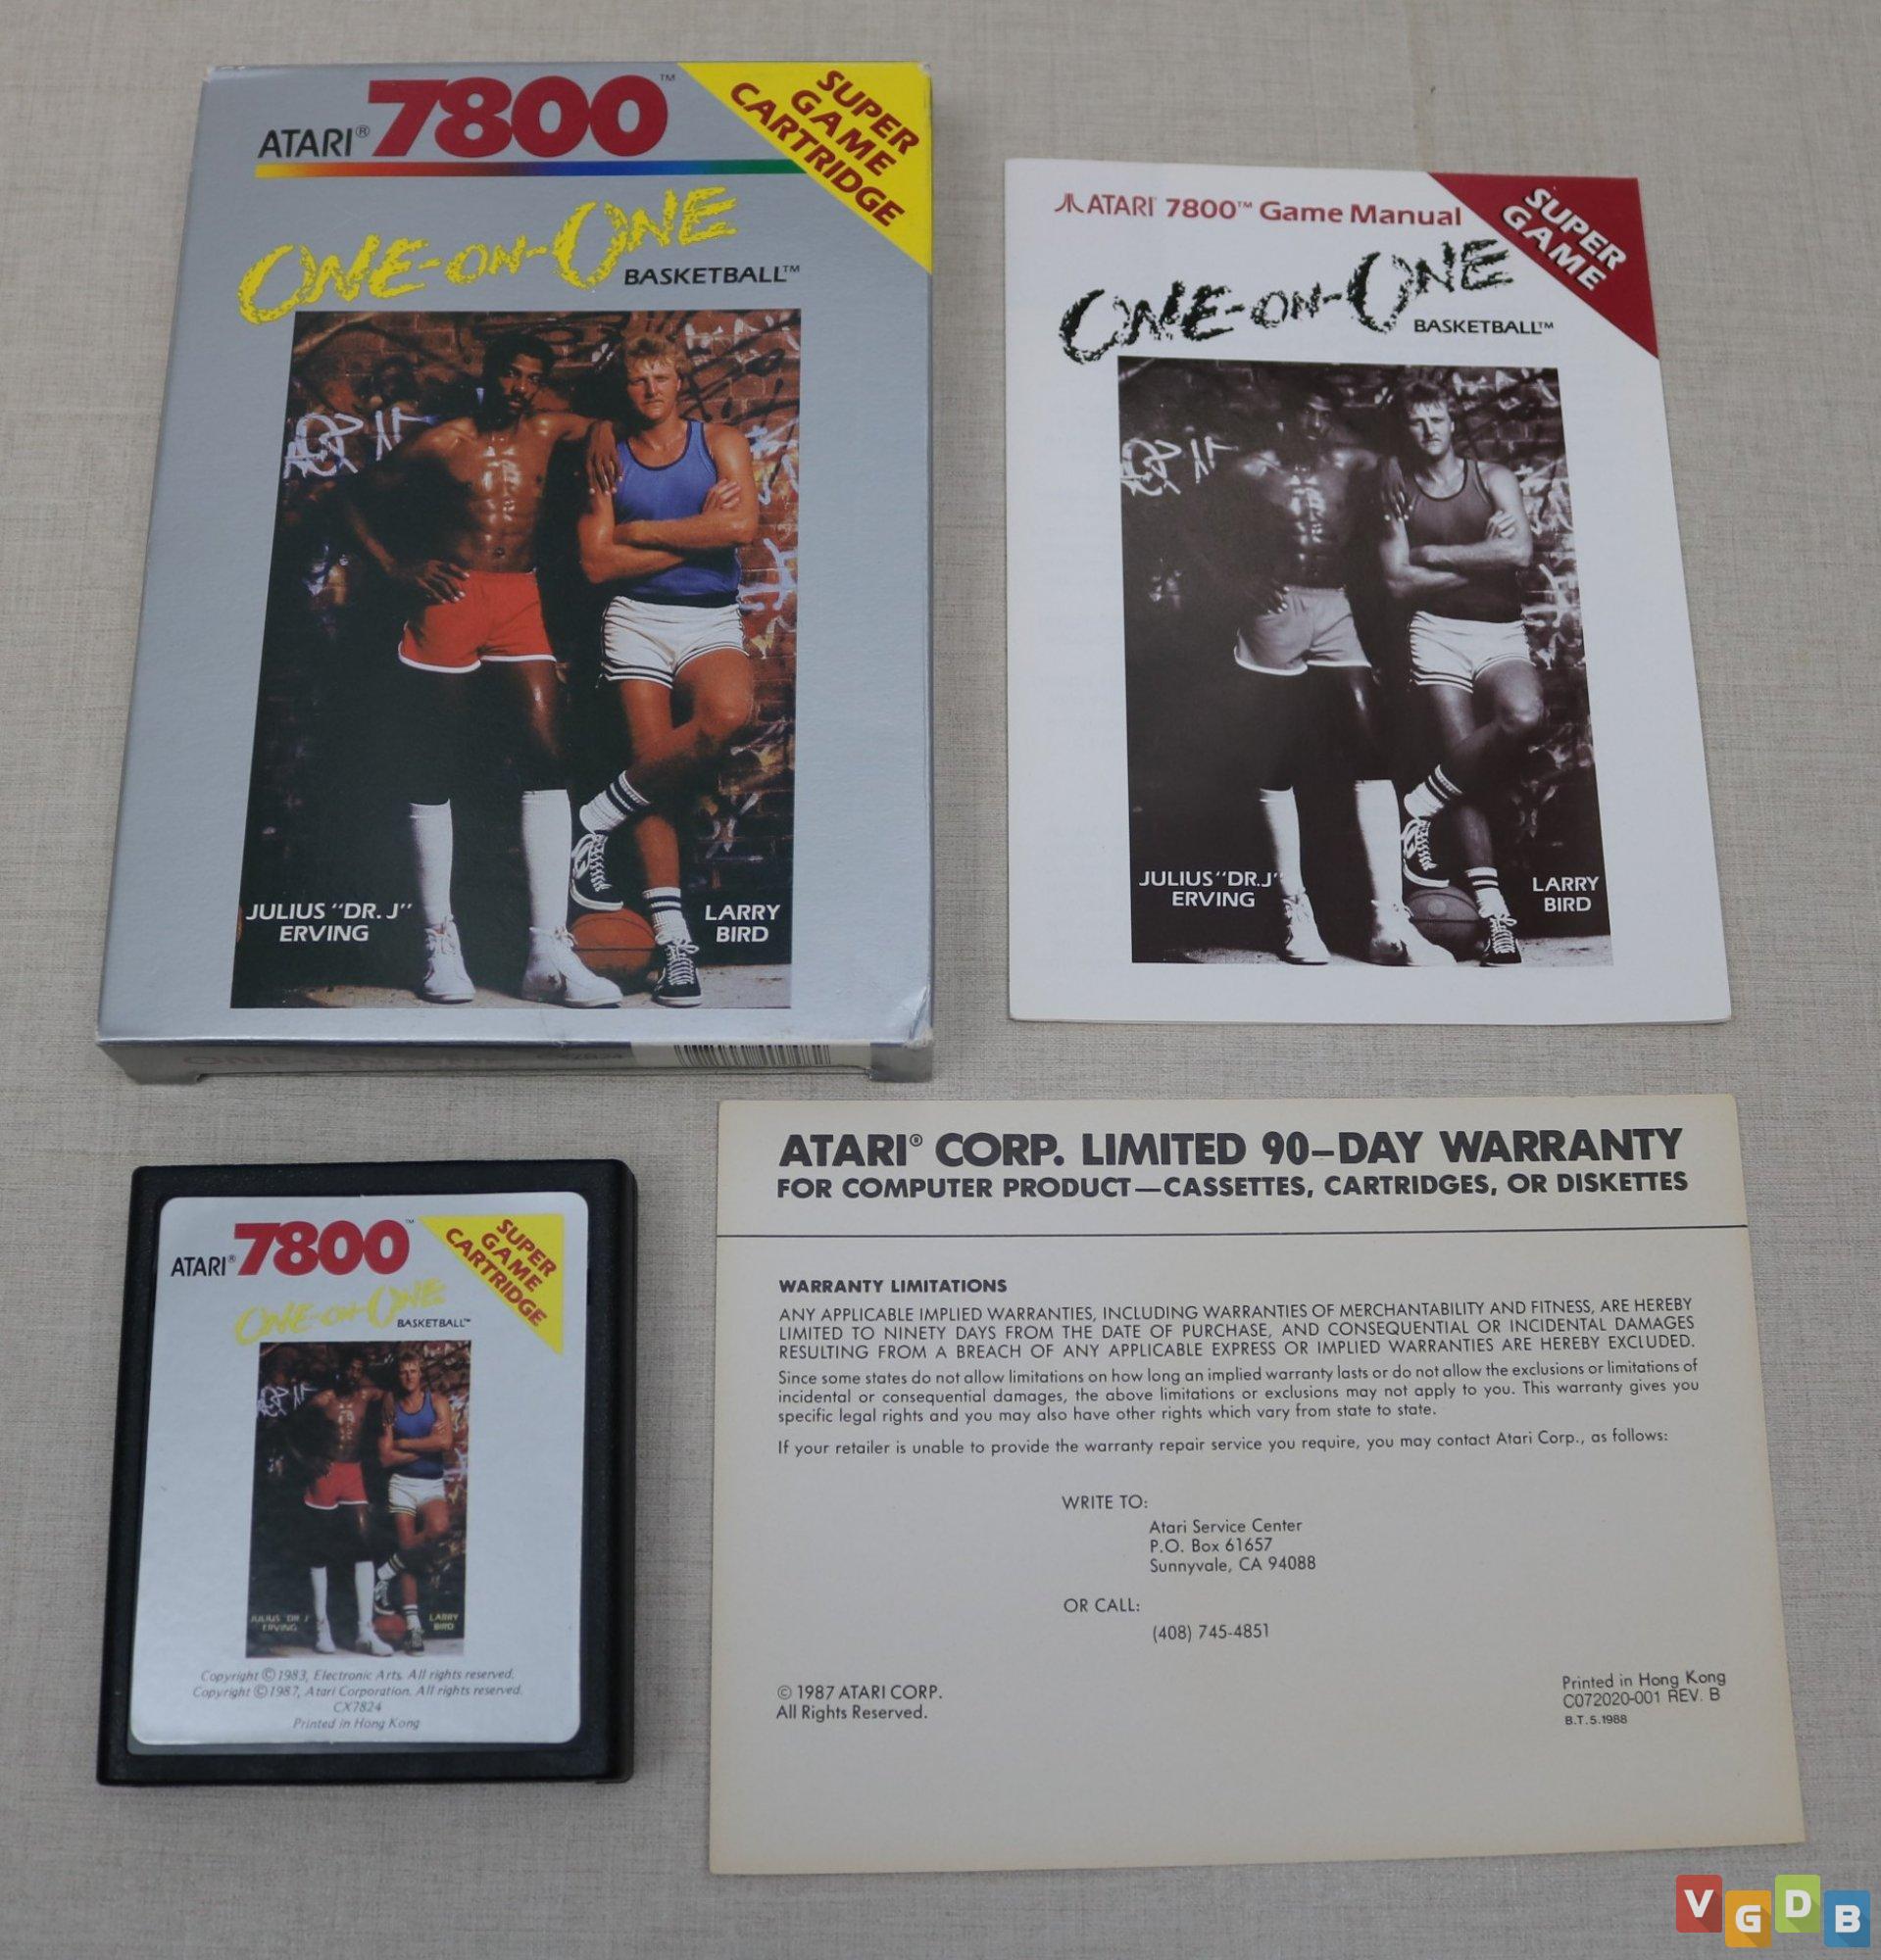 ATARI® 7800™
SUPER
GAME
CARTRIDGE
ONE-ON-ONE
BASKETBALL™
JULIUS "DR. J"
ERVING
LARRY
BIRD
ATARI 7800™ Game Manual
SUPER
GAME
ONE-ON-ONE
BASKETBALL™
JULIUS "DR.J"
ERVING
LARRY
BIRD
ATARI® 7800™
SUPER
GAME
CARTRIDGE
ONE-ON-ONE
BASKETBALL™
JULIUS "DR J"
ERVING
LARRY
BIRD
Copyright ©1983, Electronic Arts. All rights reserved.
Copyright ©1987, Atari Corporation. All rights reserved.
CX7824
Printed in Hong Kong
ATARI® CORP. LIMITED 90-DAY WARRANTY
FOR COMPUTER PRODUCT—CASSETTES, CARTRIDGES, OR DISKETTES
WARRANTY LIMITATIONS
ANY APPLICABLE IMPLIED WARRANTIES, INCLUDING WARRANTIES OF MERCHANTABILITY AND FITNESS, ARE HEREBY
LIMITED TO NINETY DAYS FROM THE DATE OF PURCHASE, AND CONSEQUENTIAL OR INCIDENTAL DAMAGES
RESULTING FROM A BREACH OF ANY APPLICABLE EXPRESS OR IMPLIED WARRANTIES ARE HEREBY EXCLUDED.
Since some states do not allow limitations on how long an implied warranty lasts or do not allow the exclusions or limitations of
incidental or consequential damages, the above limitations or exclusions may not apply to you. This warranty gives you
specific legal rights and you may also have other rights which vary from state to state.
If your retailer is unable to provide the warranty repair service you require, you may contact Atari Corp., as follows:
WRITE TO:
Atari Service Center
P.O. Box 61657
Sunnyvale, CA 94088
OR CALL:
(408) 745-4851
© 1987 ATARI CORP.
All Rights Reserved.
Printed in Hong Kong
C072020-001 REV. B
B.T.5.1988
VGDB